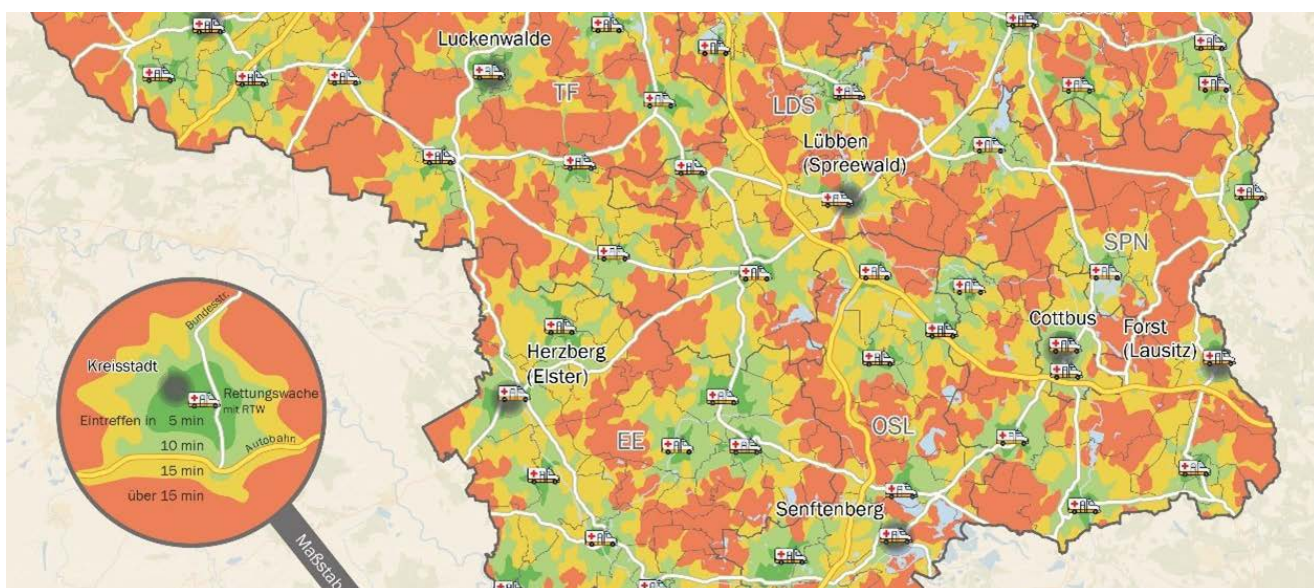 Luckenwalde
TF
LDS
Lübben
(Spreewald)
SPN
Cottbus
Forst
(Lausitz)
Herzberg
(Elster)
EE
OSL
Senftenberg
Bundesstr.
Kreisstadt
Rettungswache
mit RTW
Eintreffen in 5 min
10 min
Autobahn
15 min
über 15 min
Maßstab